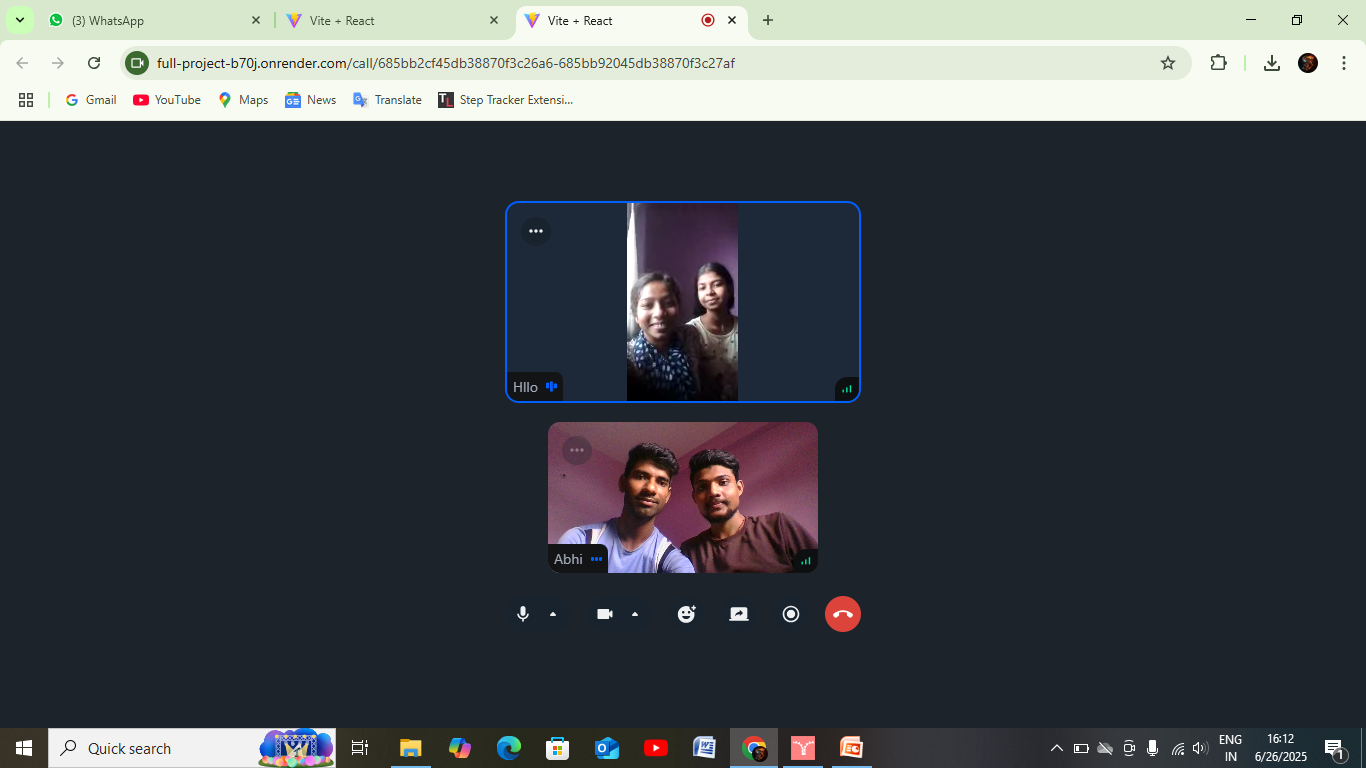 (3) WhatsApp
Vite + React
Vite + React
full-project-b70j.onrender.com/call/685bb2cf45db38870f3c26a6-685bb92045db38870f3c27af
Gmail
YouTube
Maps
News
Translate
Step Tracker Extensi...
Hllo
Abhi
Quick search
ENG
IN
16:12
6/26/2025
1